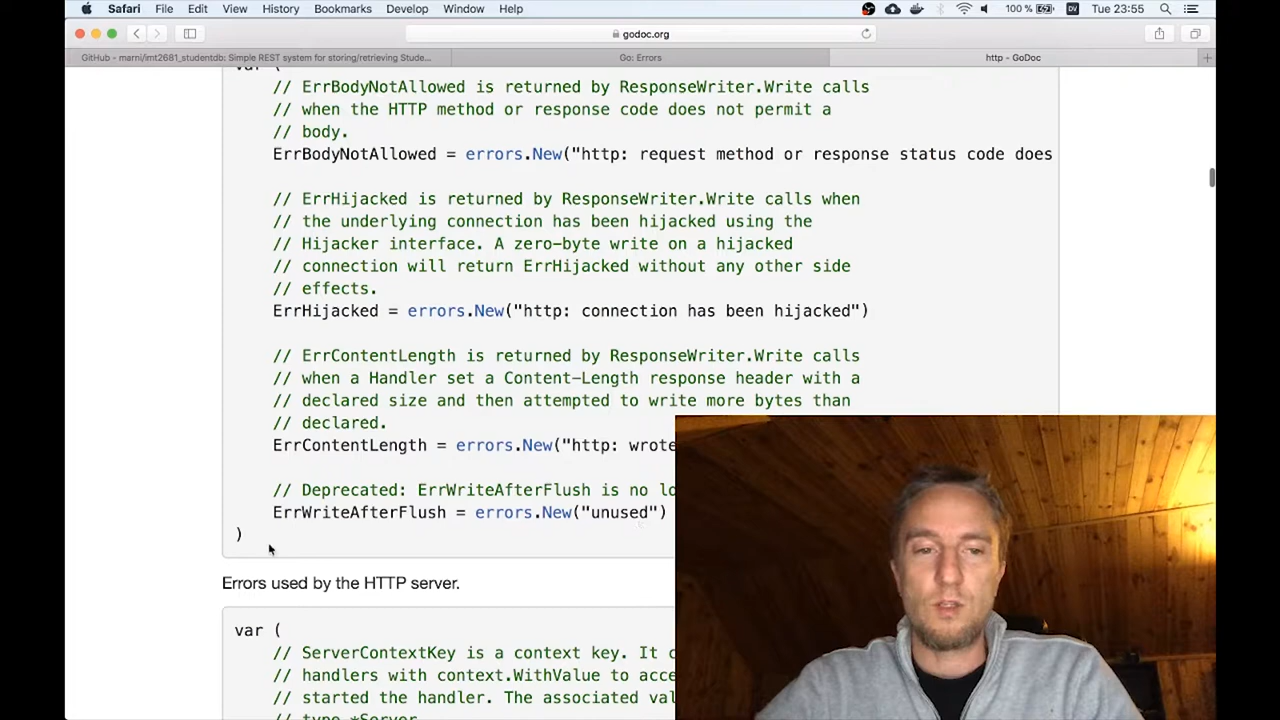 Safari File Edit View History Bookmarks Develop Window Help 100 % DV Tue 23:55
godoc.org
GitHub - marni/imt2681_studentdb: Simple REST system for storing/retrieving Stude... Go: Errors http - GoDoc
var (
// ErrBodyNotAllowed is returned by ResponseWriter.Write calls
// when the HTTP method or response code does not permit a
// body.
ErrBodyNotAllowed = errors.New("http: request method or response status code does
// ErrHijacked is returned by ResponseWriter.Write calls when
// the underlying connection has been hijacked using the
// Hijacker interface. A zero-byte write on a hijacked
// connection will return ErrHijacked without any other side
// effects.
ErrHijacked = errors.New("http: connection has been hijacked")
// ErrContentLength is returned by ResponseWriter.Write calls
// when a Handler set a Content-Length response header with a
// declared size and then attempted to write more bytes than
// declared.
ErrContentLength = errors.New("http: wrote
// Deprecated: ErrWriteAfterFlush is no lo
ErrWriteAfterFlush = errors.New("unused")
)
Errors used by the HTTP server.
var (
// ServerContextKey is a context key. It c
// handlers with context.WithValue to acce
// started the handler. The associated val
// type *Server.